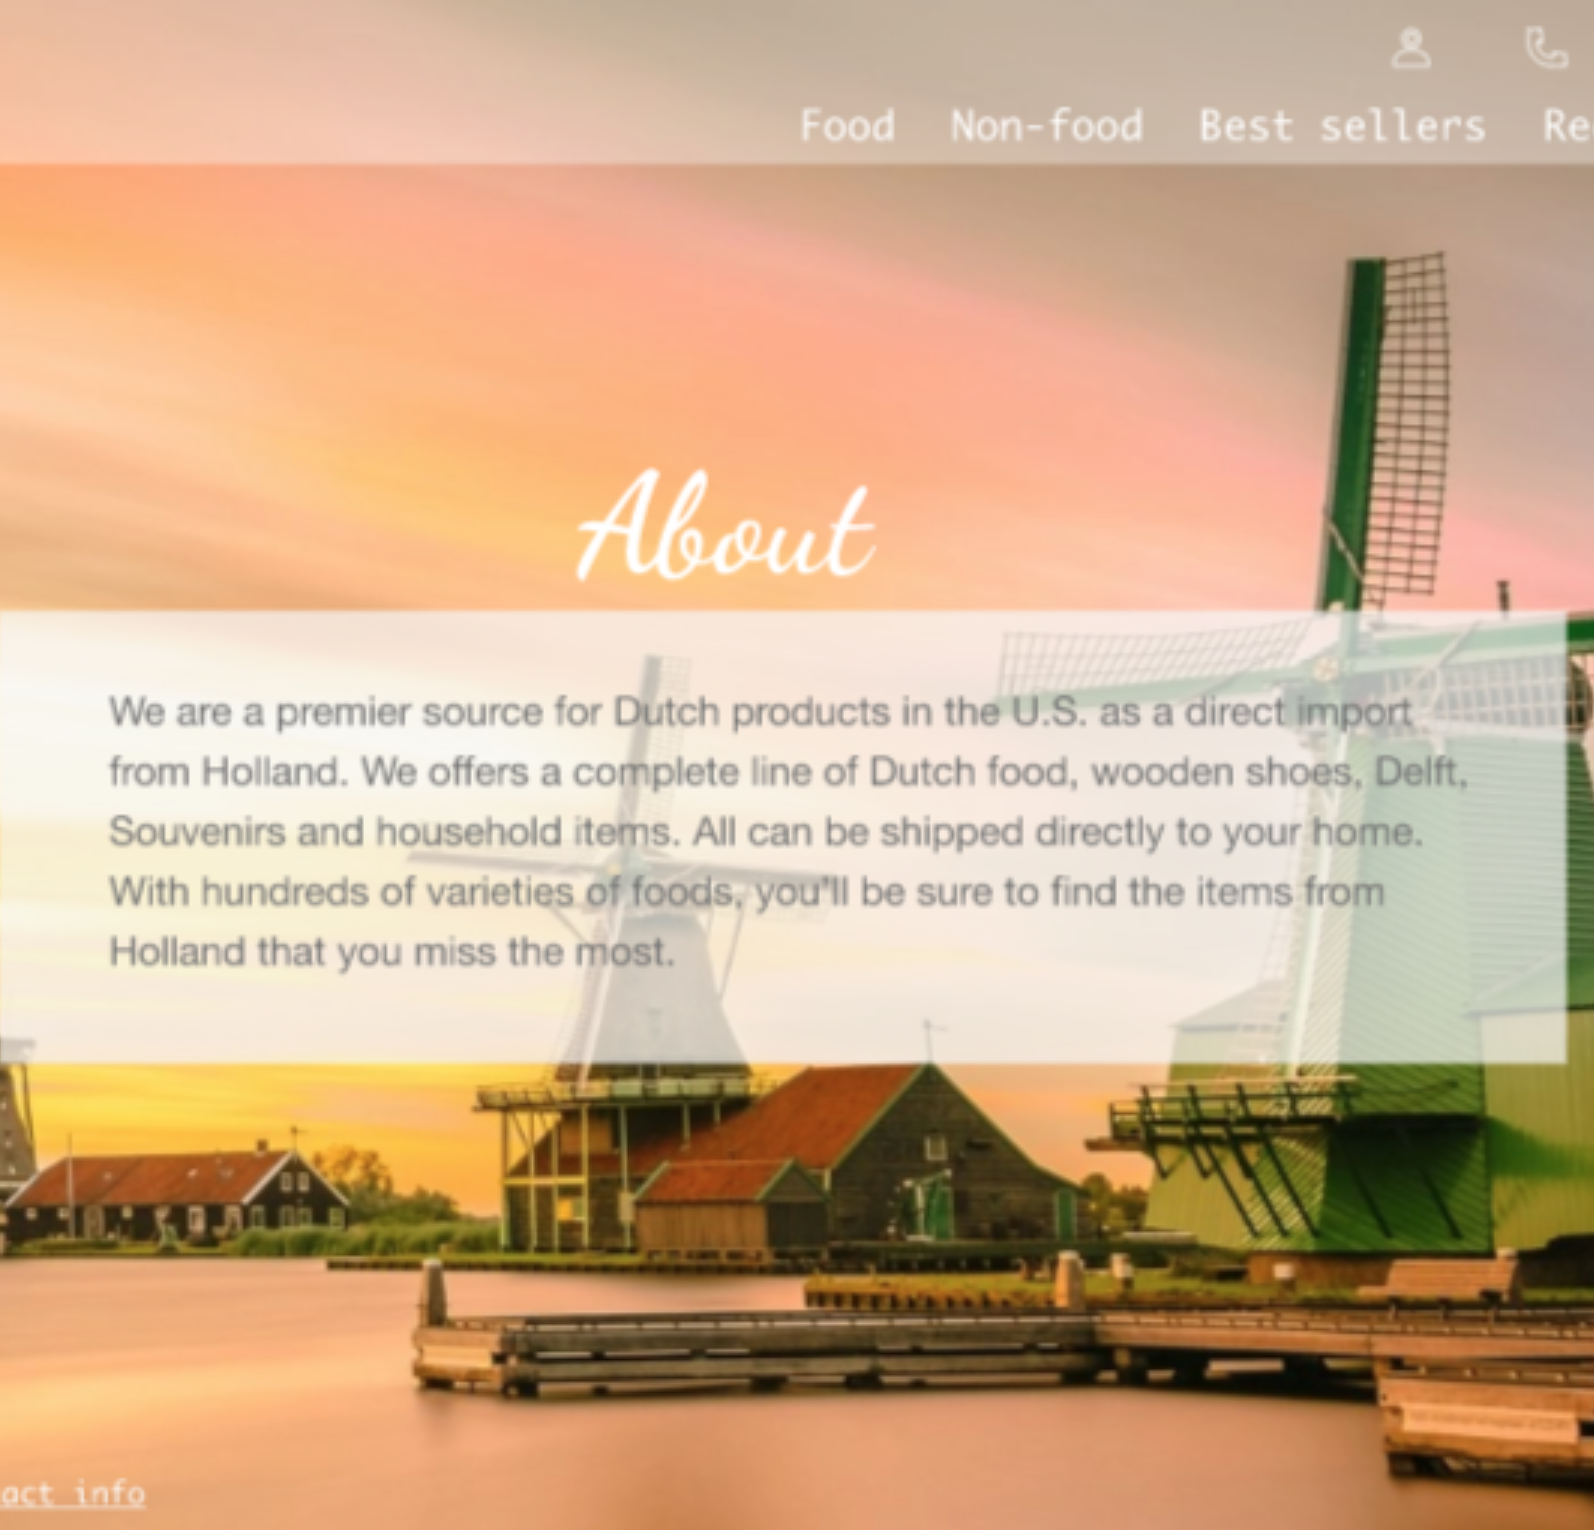 Food Non-food Best sellers Re
About
We are a premier source for Dutch products in the U.S. as a direct import
from Holland. We offers a complete line of Dutch food, wooden shoes, Delft,
Souvenirs and household items. All can be shipped directly to your home.
With hundreds of varieties of foods, you'll be sure to find the items from
Holland that you miss the most.
act info